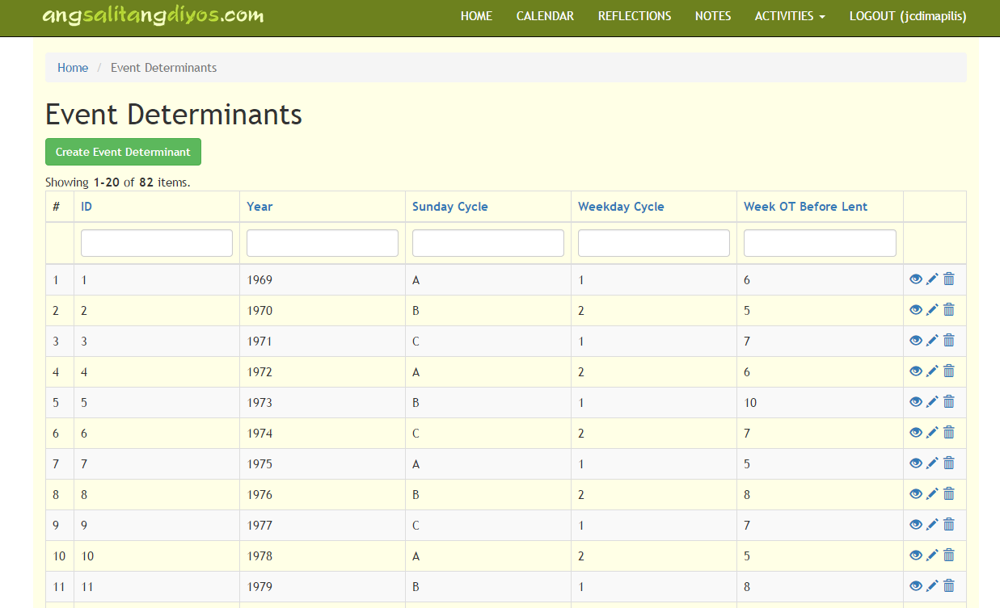 angsalitangdiyos.com HOME CALENDAR REFLECTIONS NOTES ACTIVITIES LOGOUT (jcdimapilis)
Home / Event Determinants
Event Determinants
Create Event Determinant
Showing 1-20 of 82 items.
# ID Year Sunday Cycle Weekday Cycle Week OT Before Lent
1 1 1969 A 1 6
2 2 1970 B 2 5
3 3 1971 C 1 7
4 4 1972 A 2 6
5 5 1973 B 1 10
6 6 1974 C 2 7
7 7 1975 A 1 5
8 8 1976 B 2 8
9 9 1977 C 1 7
10 10 1978 A 2 5
11 11 1979 B 1 8